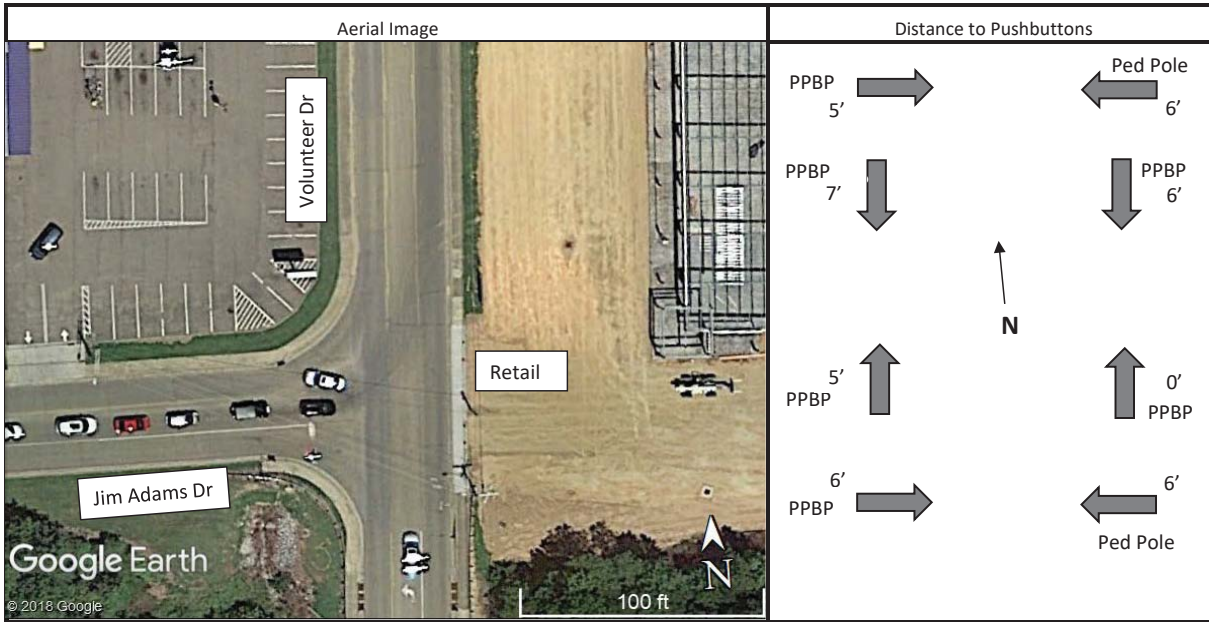 Aerial Image
Distance to Pushbuttons
Volunteer Dr
Retail
Jim Adams Dr
Google Earth
© 2018 Google
N
100 ft
PPBP
5’
Ped Pole
6’
PPBP
7’
PPBP
6’
N
5’
PPBP
0’
PPBP
6’
PPBP
6’
Ped Pole